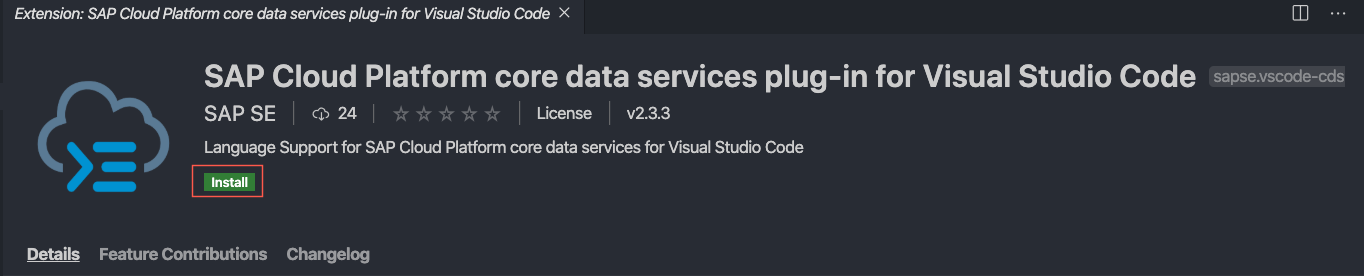 Extension: SAP Cloud Platform core data services plug-in for Visual Studio Code
SAP Cloud Platform core data services plug-in for Visual Studio Code sapse.vscode-cds
SAP SE 24 License v2.3.3
Language Support for SAP Cloud Platform core data services for Visual Studio Code
Install
Details Feature Contributions Changelog